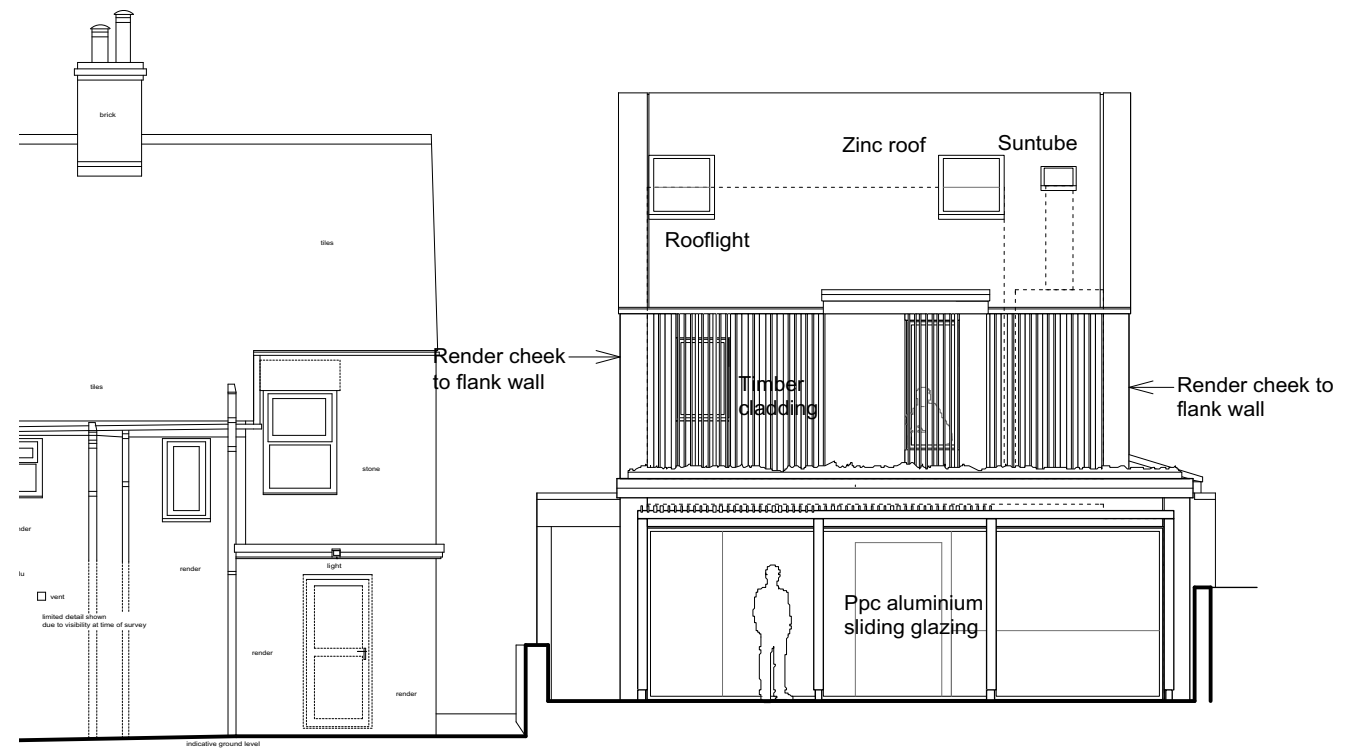 brick
tiles
tiles
stone
render
light
vent
limited detail shown
due to visibility at time of survey
render
render
indicative ground level
Zinc roof
Suntube
Rooflight
Render cheek
to flank wall
Timber
cladding
Render cheek to
flank wall
Ppc aluminium
sliding glazing